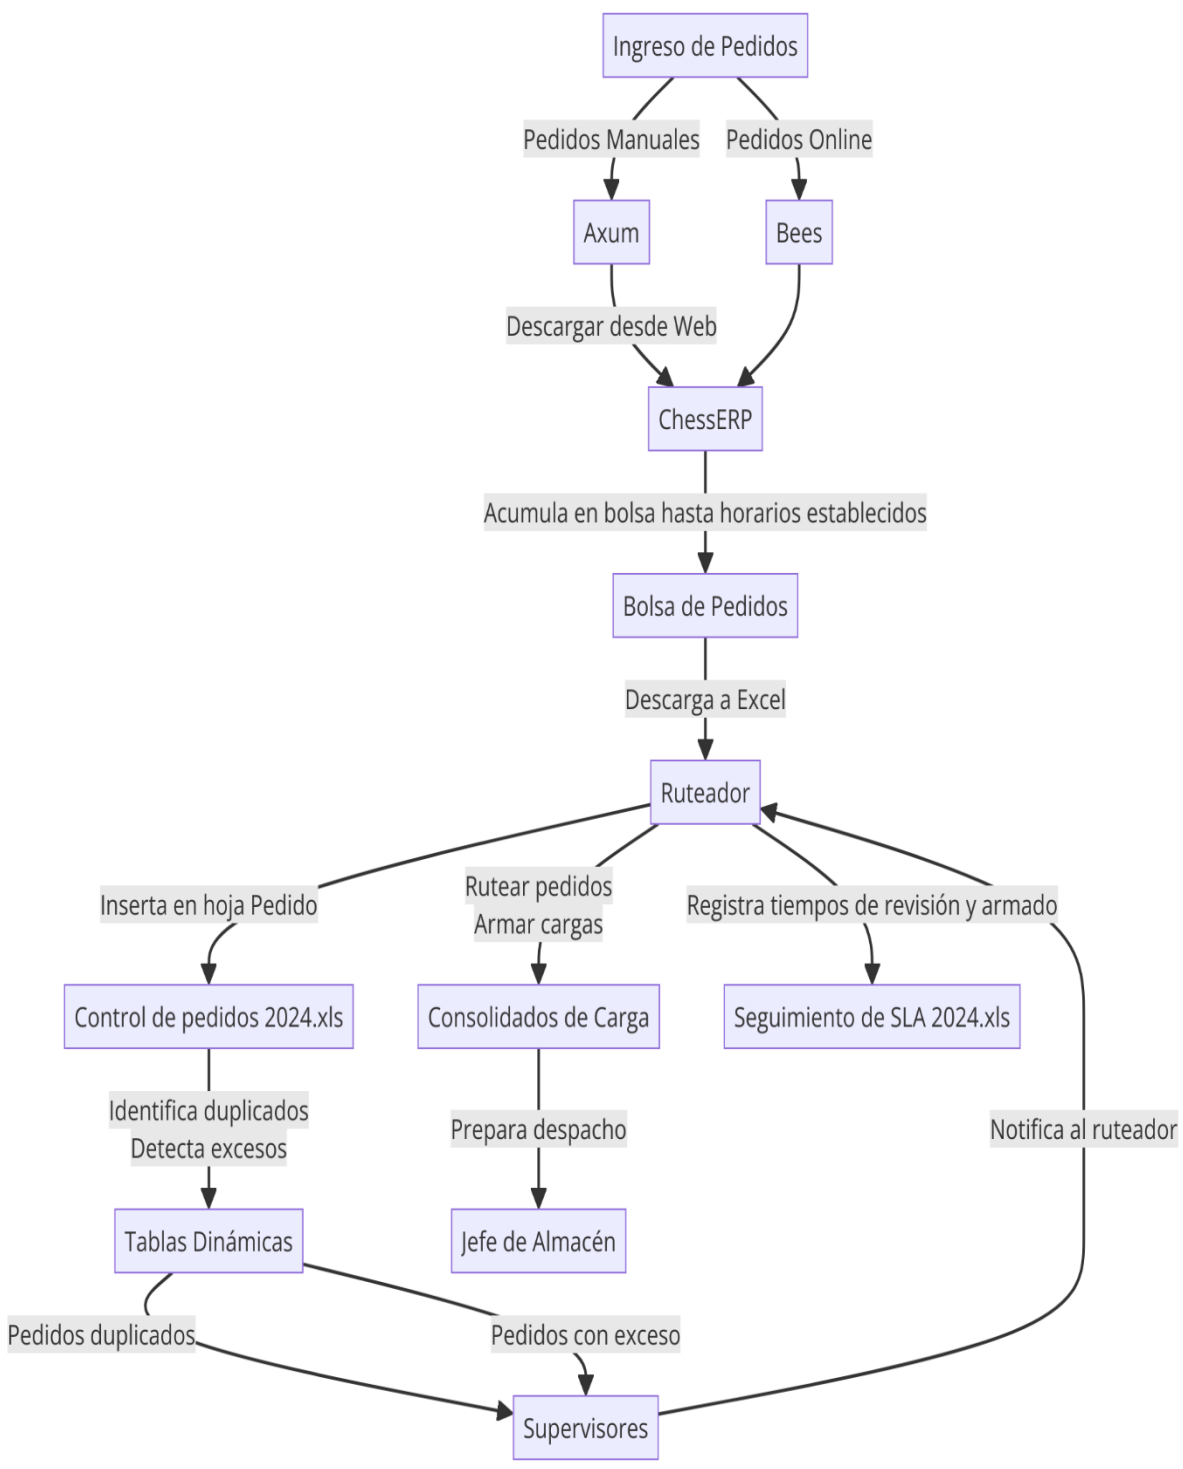 Ingreso de Pedidos
Pedidos Manuales
Pedidos Online
Axum
Bees
Descargar desde Web
ChessERP
Acumula en bolsa hasta horarios establecidos
Bolsa de Pedidos
Descarga a Excel
Ruteador
Inserta en hoja Pedido
Rutear pedidos
Armar cargas
Registra tiempos de revisión y armado
Control de pedidos 2024.xls
Consolidados de Carga
Seguimiento de SLA 2024.xls
Identifica duplicados
Detecta excesos
Prepara despacho
Notifica al ruteador
Tablas Dinámicas
Jefe de Almacén
Pedidos duplicados
Pedidos con exceso
Supervisores